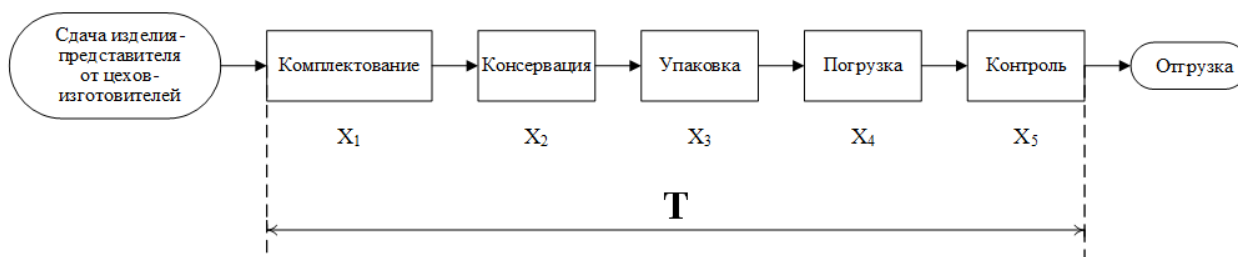 Сдача изделия-
представителя
от цехов-
изготовителей
Комплектование
Консервация
Упаковка
Погрузка
Контроль
Отгрузка
X₁
X₂
X₃
X₄
X₅
T